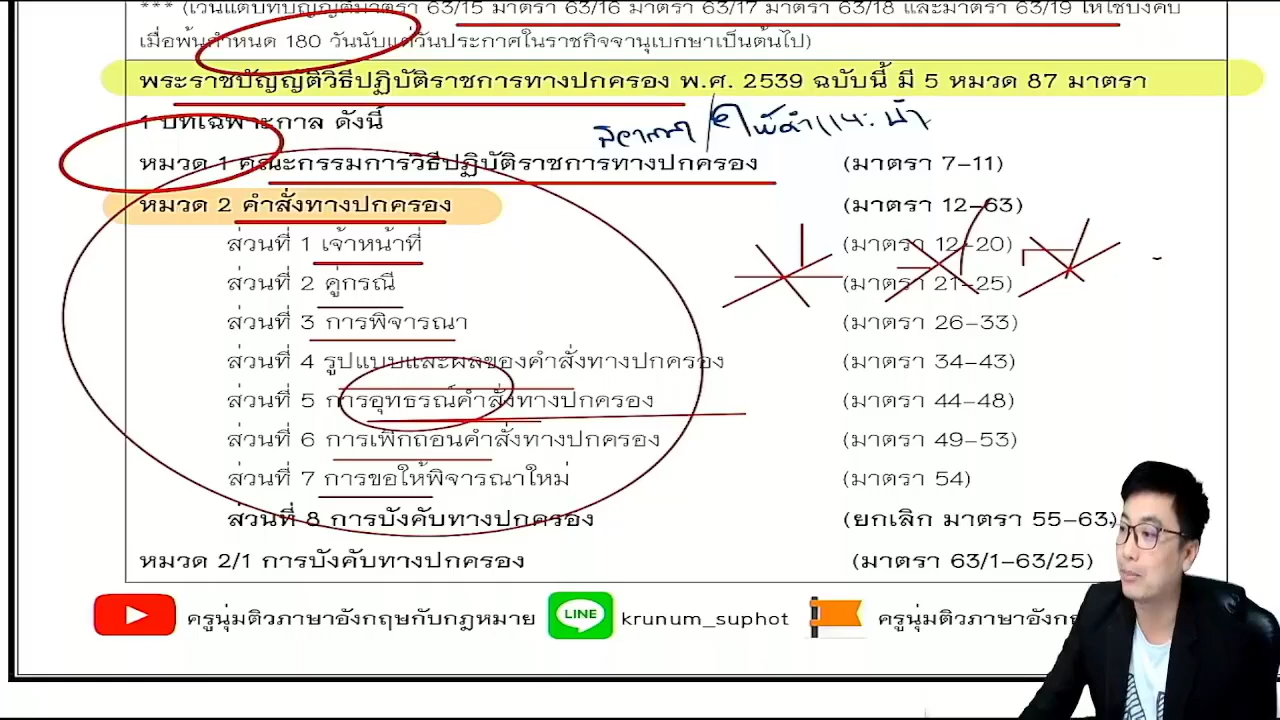 *** (เว้นแต่บทบัญญัติมาตรา 63/15 มาตรา 63/16 มาตรา 63/17 มาตรา 63/18 และมาตรา 63/19 ให้ใช้บังคับ
เมื่อพ้นกำหนด 180 วันนับแต่วันประกาศในราชกิจจานุเบกษาเป็นต้นไป)
พระราชบัญญัติวิธีปฏิบัติราชการทางปกครอง พ.ศ. 2539 ฉบับนี้ มี 5 หมวด 87 มาตรา
1 บทเฉพาะกาล ดังนี้
หมวด 1 คณะกรรมการวิธีปฏิบัติราชการทางปกครอง (มาตรา 7-11)
หมวด 2 คำสั่งทางปกครอง (มาตรา 12-63)
ส่วนที่ 1 เจ้าหน้าที่ (มาตรา 12-20)
ส่วนที่ 2 คู่กรณี (มาตรา 21-25)
ส่วนที่ 3 การพิจารณา (มาตรา 26-33)
ส่วนที่ 4 รูปแบบและผลของคำสั่งทางปกครอง (มาตรา 34-43)
ส่วนที่ 5 การอุทธรณ์คำสั่งทางปกครอง (มาตรา 44-48)
ส่วนที่ 6 การเพิกถอนคำสั่งทางปกครอง (มาตรา 49-53)
ส่วนที่ 7 การขอให้พิจารณาใหม่ (มาตรา 54)
ส่วนที่ 8 การบังคับทางปกครอง (ยกเลิก มาตรา 55-63)
หมวด 2/1 การบังคับทางปกครอง (มาตรา 63/1-63/25)
ครูนุ่มติวภาษาอังกฤษกับกฎหมาย LINE krunum_suphot ครูนุ่มติวภาษาอังก